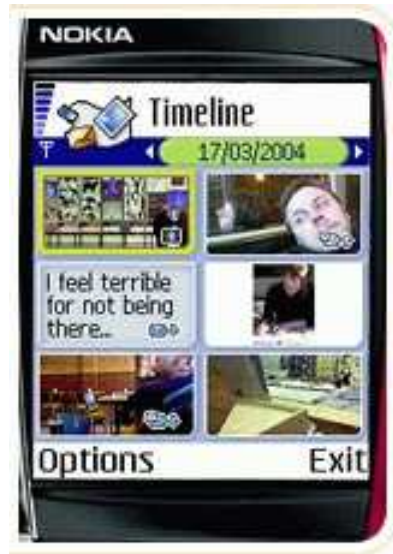 NOKIA
Timeline
17/03/2004
I feel terrible
for not being
there...
Options
Exit